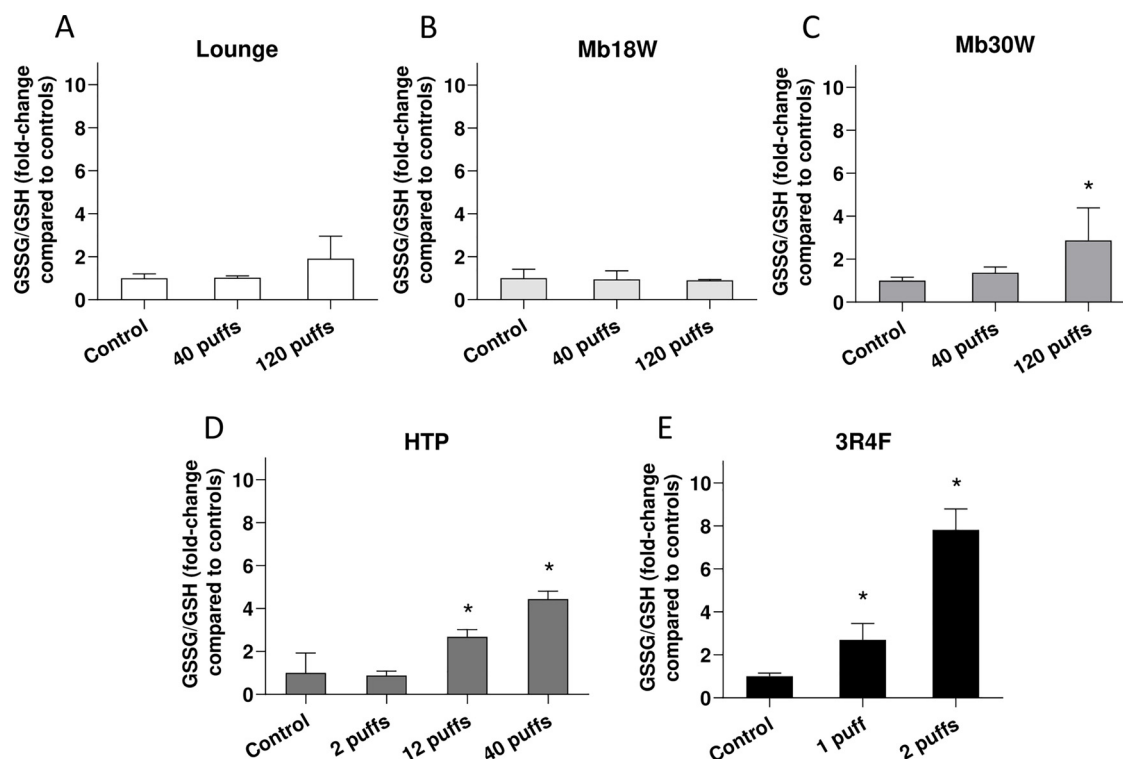 A
Lounge
GSSG/GSH (fold-change
compared to controls)
10
8
6
4
2
0
Control
40 puffs
120 puffs
B
Mb18W
GSSG/GSH (fold-change
compared to controls)
10
8
6
4
2
0
Control
40 puffs
120 puffs
C
Mb30W
GSSG/GSH (fold-change
compared to controls)
10
8
6
4
2
0
*
Control
40 puffs
120 puffs
D
HTP
GSSG/GSH (fold-change
compared to controls)
10
8
6
4
2
0
*
*
Control
2 puffs
12 puffs
40 puffs
E
3R4F
GSSG/GSH (fold-change
compared to controls)
10
8
6
4
2
0
*
*
Control
1 puff
2 puffs